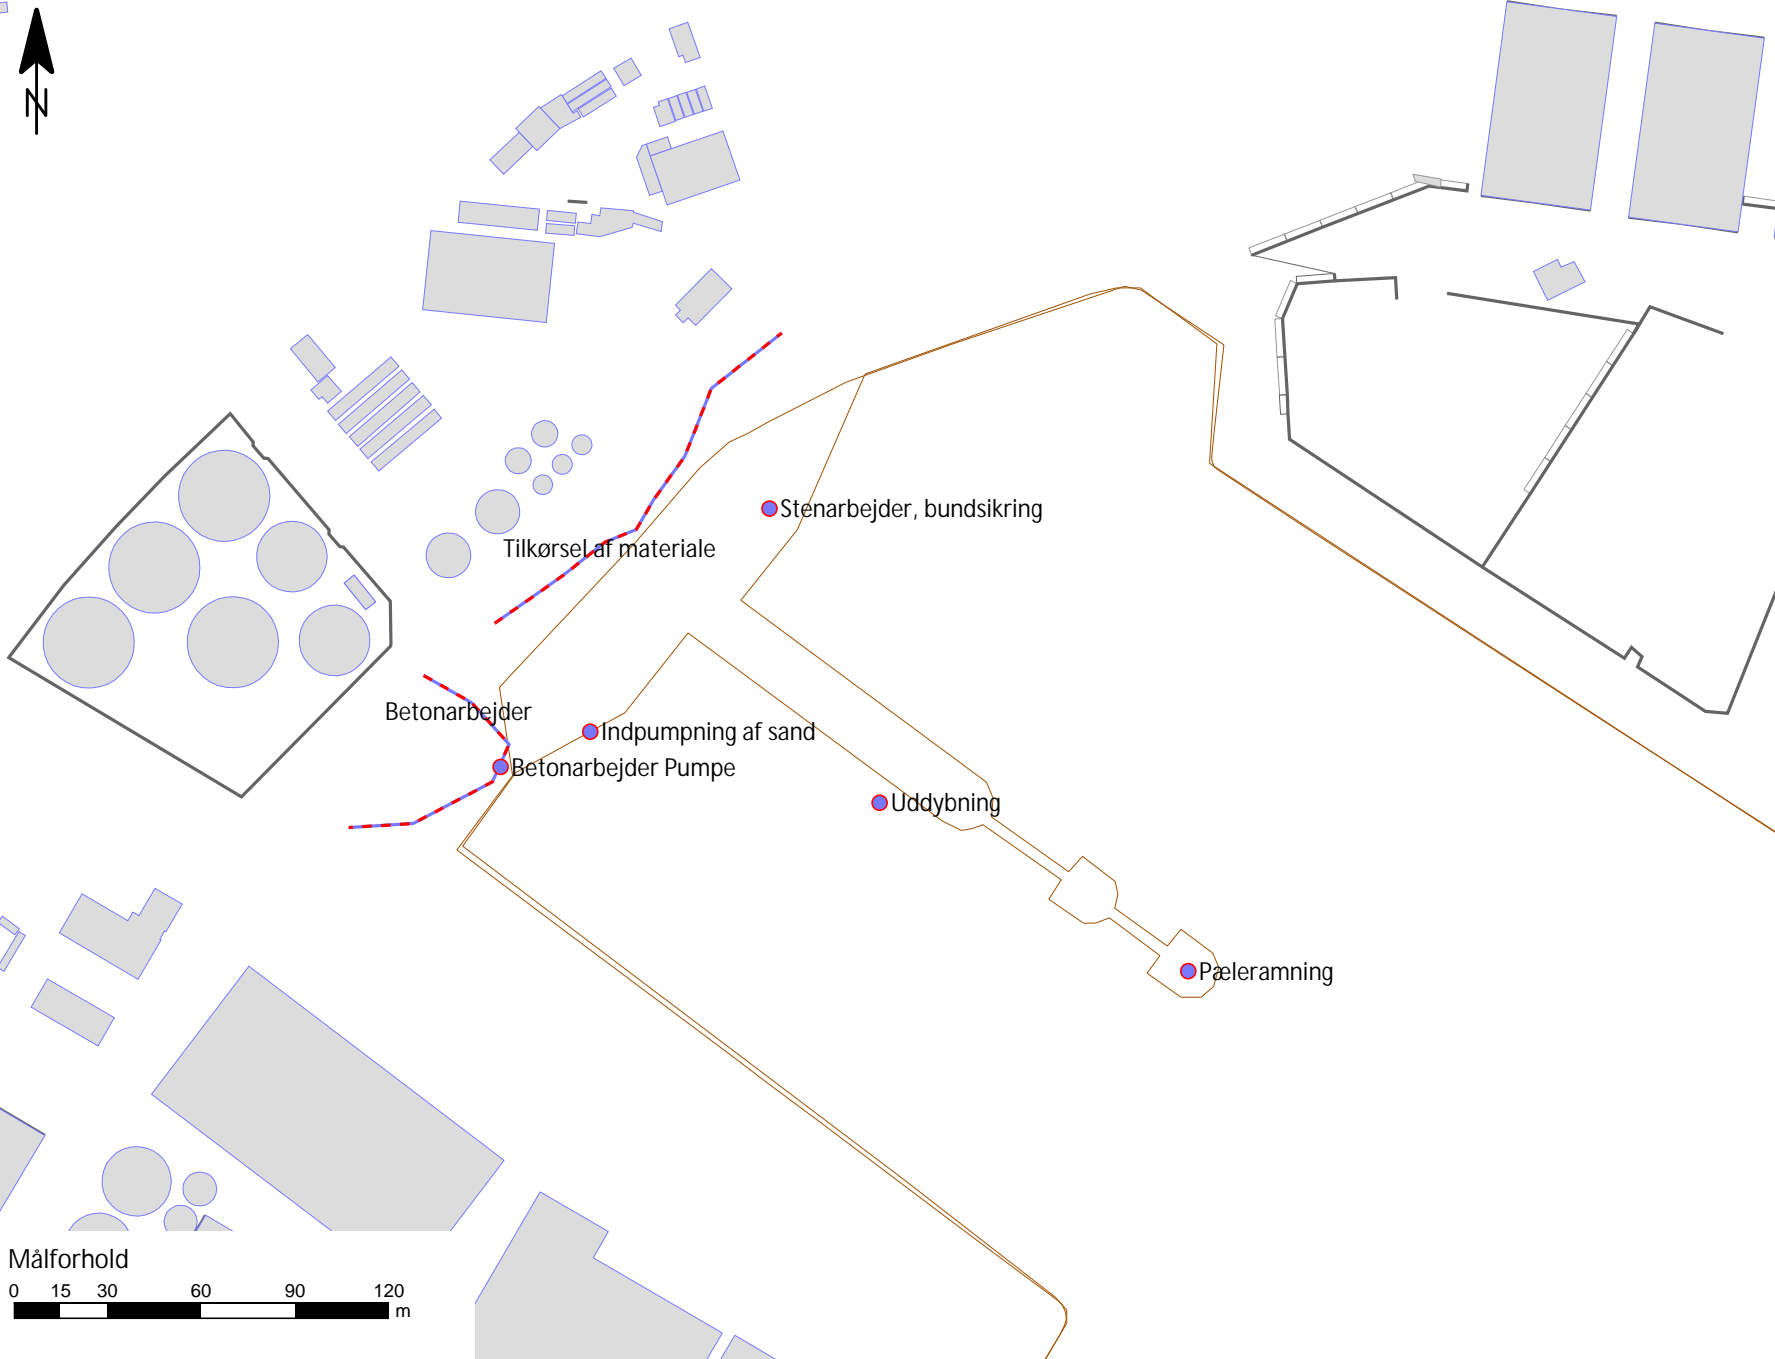 N
Stenarbejder, bundsikring
Tilkørsel af materiale
Betonarbejder
Indpumpning af sand
Betonarbejder Pumpe
Uddybning
Pæleramning
Målforhold
0 15 30 60 90 120
m